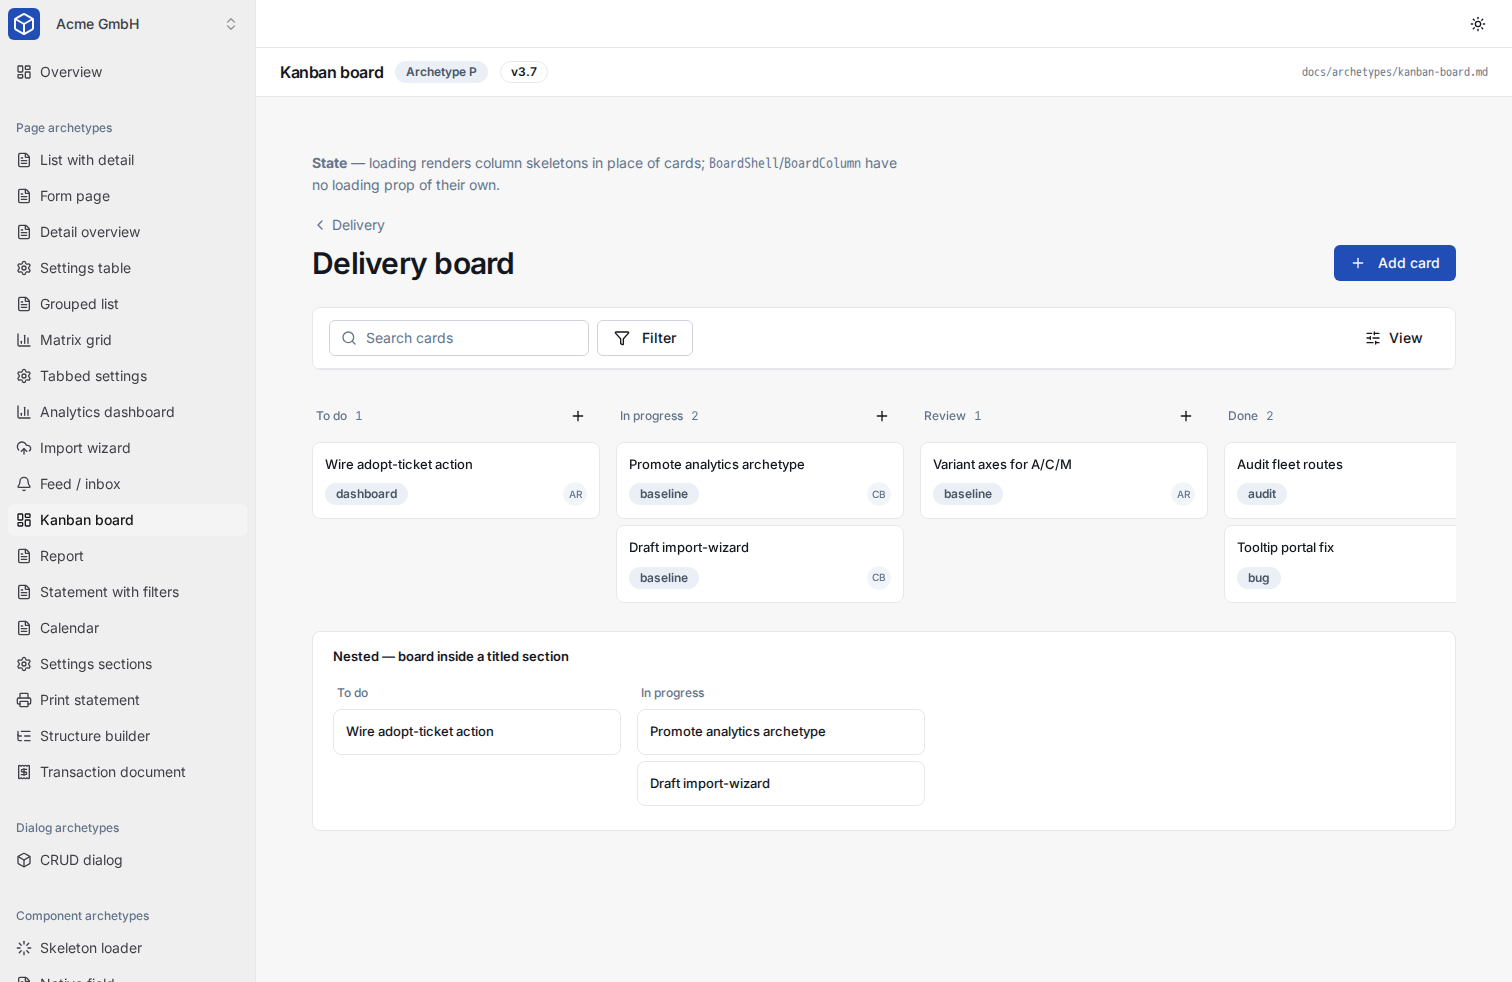 Acme GmbH
Overview
Page archetypes
List with detail
Form page
Detail overview
Settings table
Grouped list
Matrix grid
Tabbed settings
Analytics dashboard
Import wizard
Feed / inbox
Kanban board
Report
Statement with filters
Calendar
Settings sections
Print statement
Structure builder
Transaction document
Dialog archetypes
CRUD dialog
Component archetypes
Skeleton loader
Kanban board Archetype P v3.7 docs/archetypes/kanban-board.md
State — loading renders column skeletons in place of cards; BoardShell/BoardColumn have
no loading prop of their own.
Delivery
Delivery board
Add card
Search cards Filter View
To do 1
Wire adopt-ticket action
dashboard AR
In progress 2
Promote analytics archetype
baseline CB
Draft import-wizard
baseline CB
Review 1
Variant axes for A/C/M
baseline AR
Done 2
Audit fleet routes
audit
Tooltip portal fix
bug
Nested — board inside a titled section
To do
Wire adopt-ticket action
In progress
Promote analytics archetype
Draft import-wizard